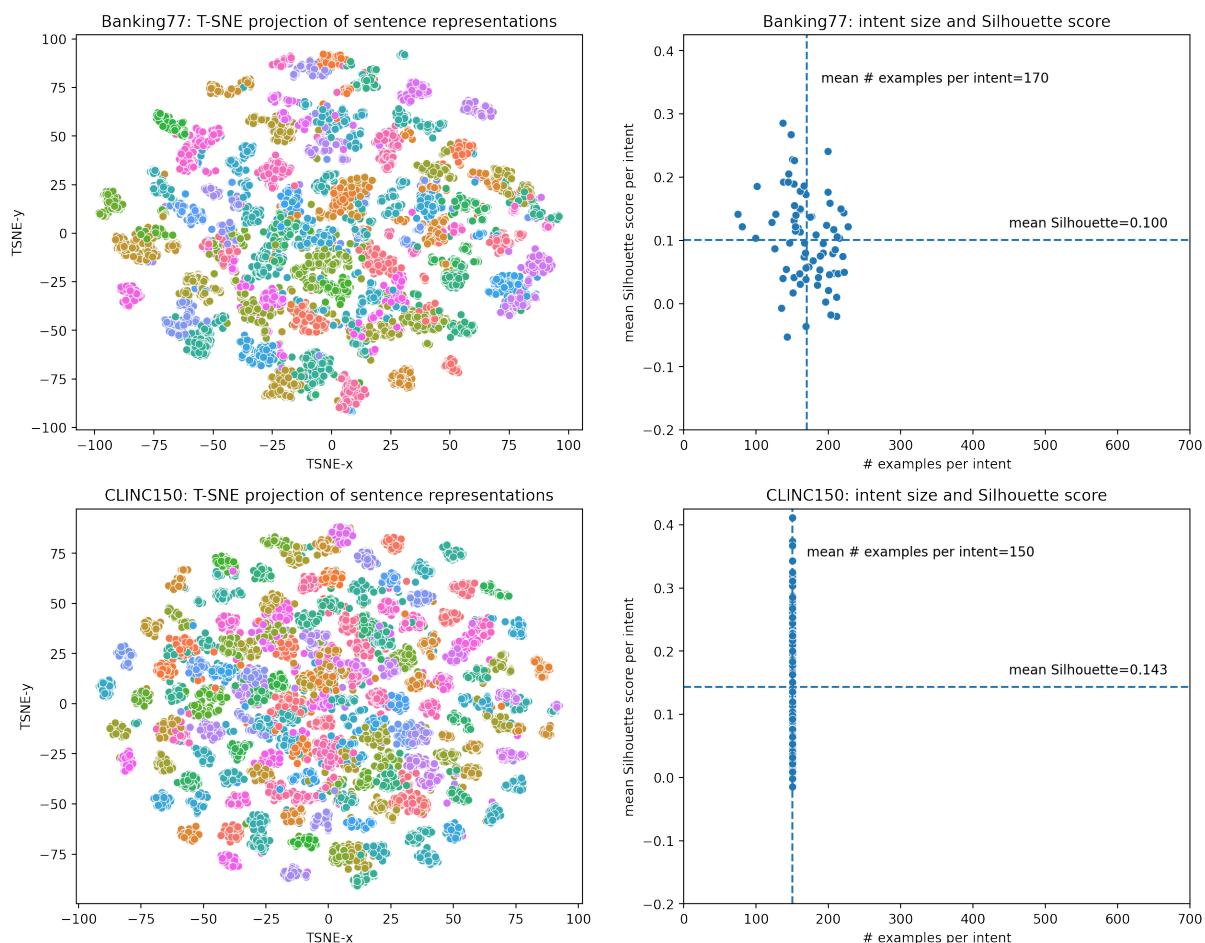 Banking77: T-SNE projection of sentence representations
100
75
50
25
0
−25
−50
−75
−100
TSNE-y
−100 −75 −50 −25 0 25 50 75 100
TSNE-x
Banking77: intent size and Silhouette score
0.4
0.3
0.2
0.1
0.0
−0.1
−0.2
mean Silhouette score per intent
mean # examples per intent=170
mean Silhouette=0.100
0 100 200 300 400 500 600 700
# examples per intent
CLINC150: T-SNE projection of sentence representations
75
50
25
0
−25
−50
−75
TSNE-y
−100 −75 −50 −25 0 25 50 75 100
TSNE-x
CLINC150: intent size and Silhouette score
0.4
0.3
0.2
0.1
0.0
−0.1
−0.2
mean Silhouette score per intent
mean # examples per intent=150
mean Silhouette=0.143
0 100 200 300 400 500 600 700
# examples per intent